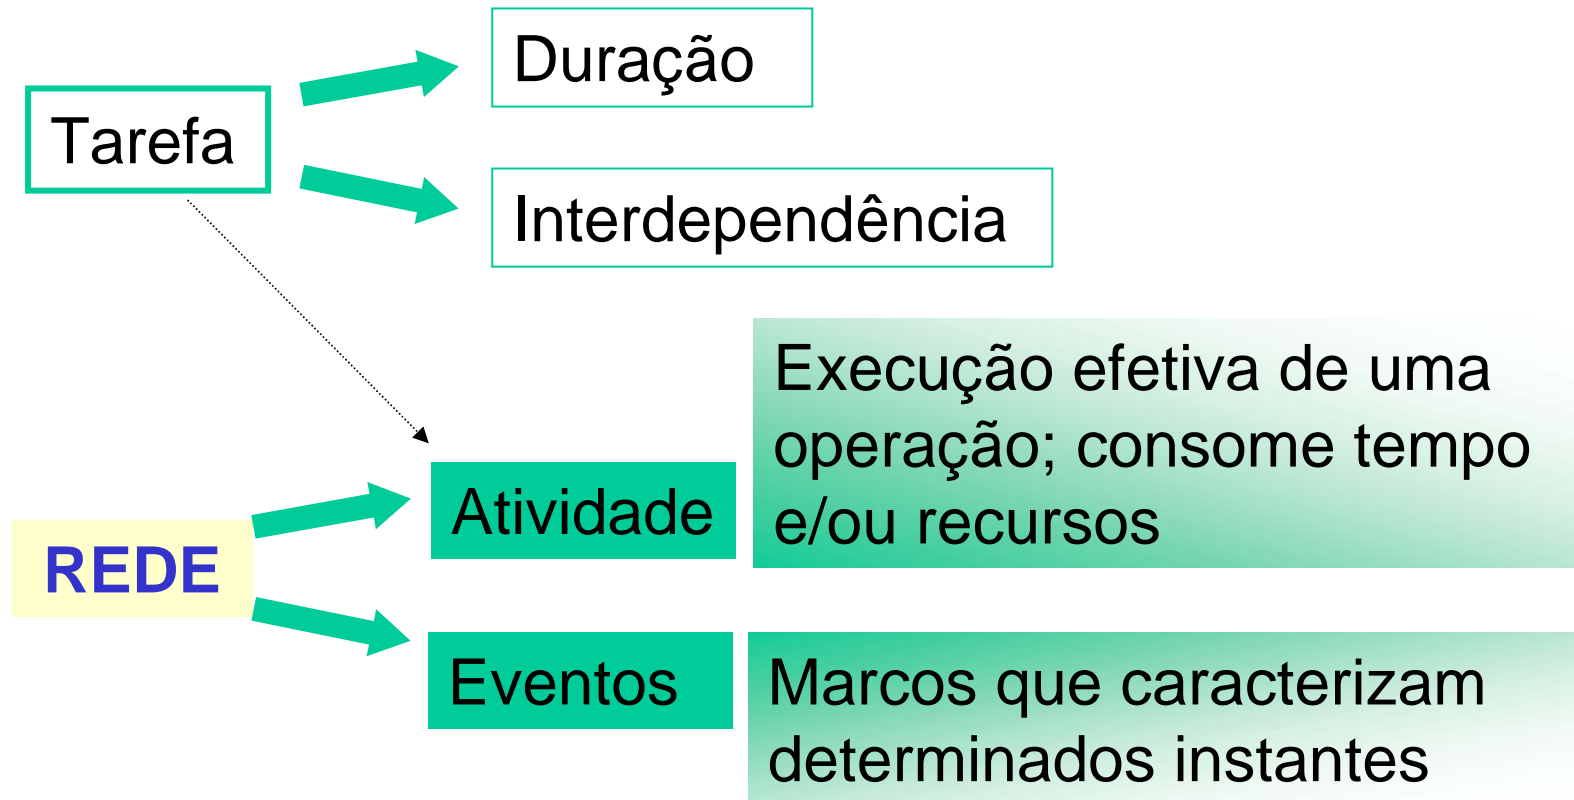 Duração
Tarefa
Interdependência
Execução efetiva de uma
operação; consome tempo
e/ou recursos
Atividade
REDE
Eventos
Marcos que caracterizam
determinados instantes